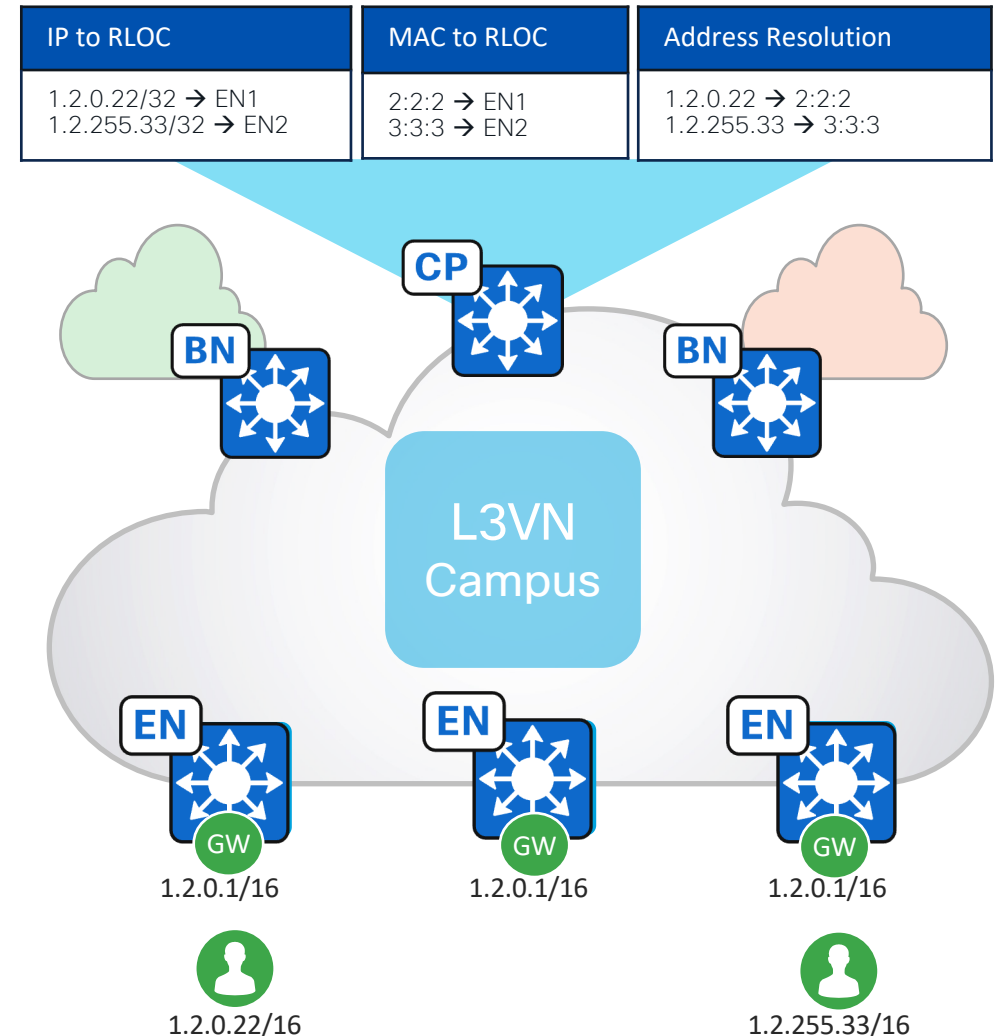 IP to RLOC
1.2.0.22/32 → EN1
1.2.255.33/32 → EN2
MAC to RLOC
2:2:2 → EN1
3:3:3 → EN2
Address Resolution
1.2.0.22 → 2:2:2
1.2.255.33 → 3:3:3
CP
BN
BN
L3VN
Campus
EN
EN
EN
GW
GW
GW
1.2.0.1/16
1.2.0.1/16
1.2.0.1/16
1.2.0.22/16
1.2.255.33/16